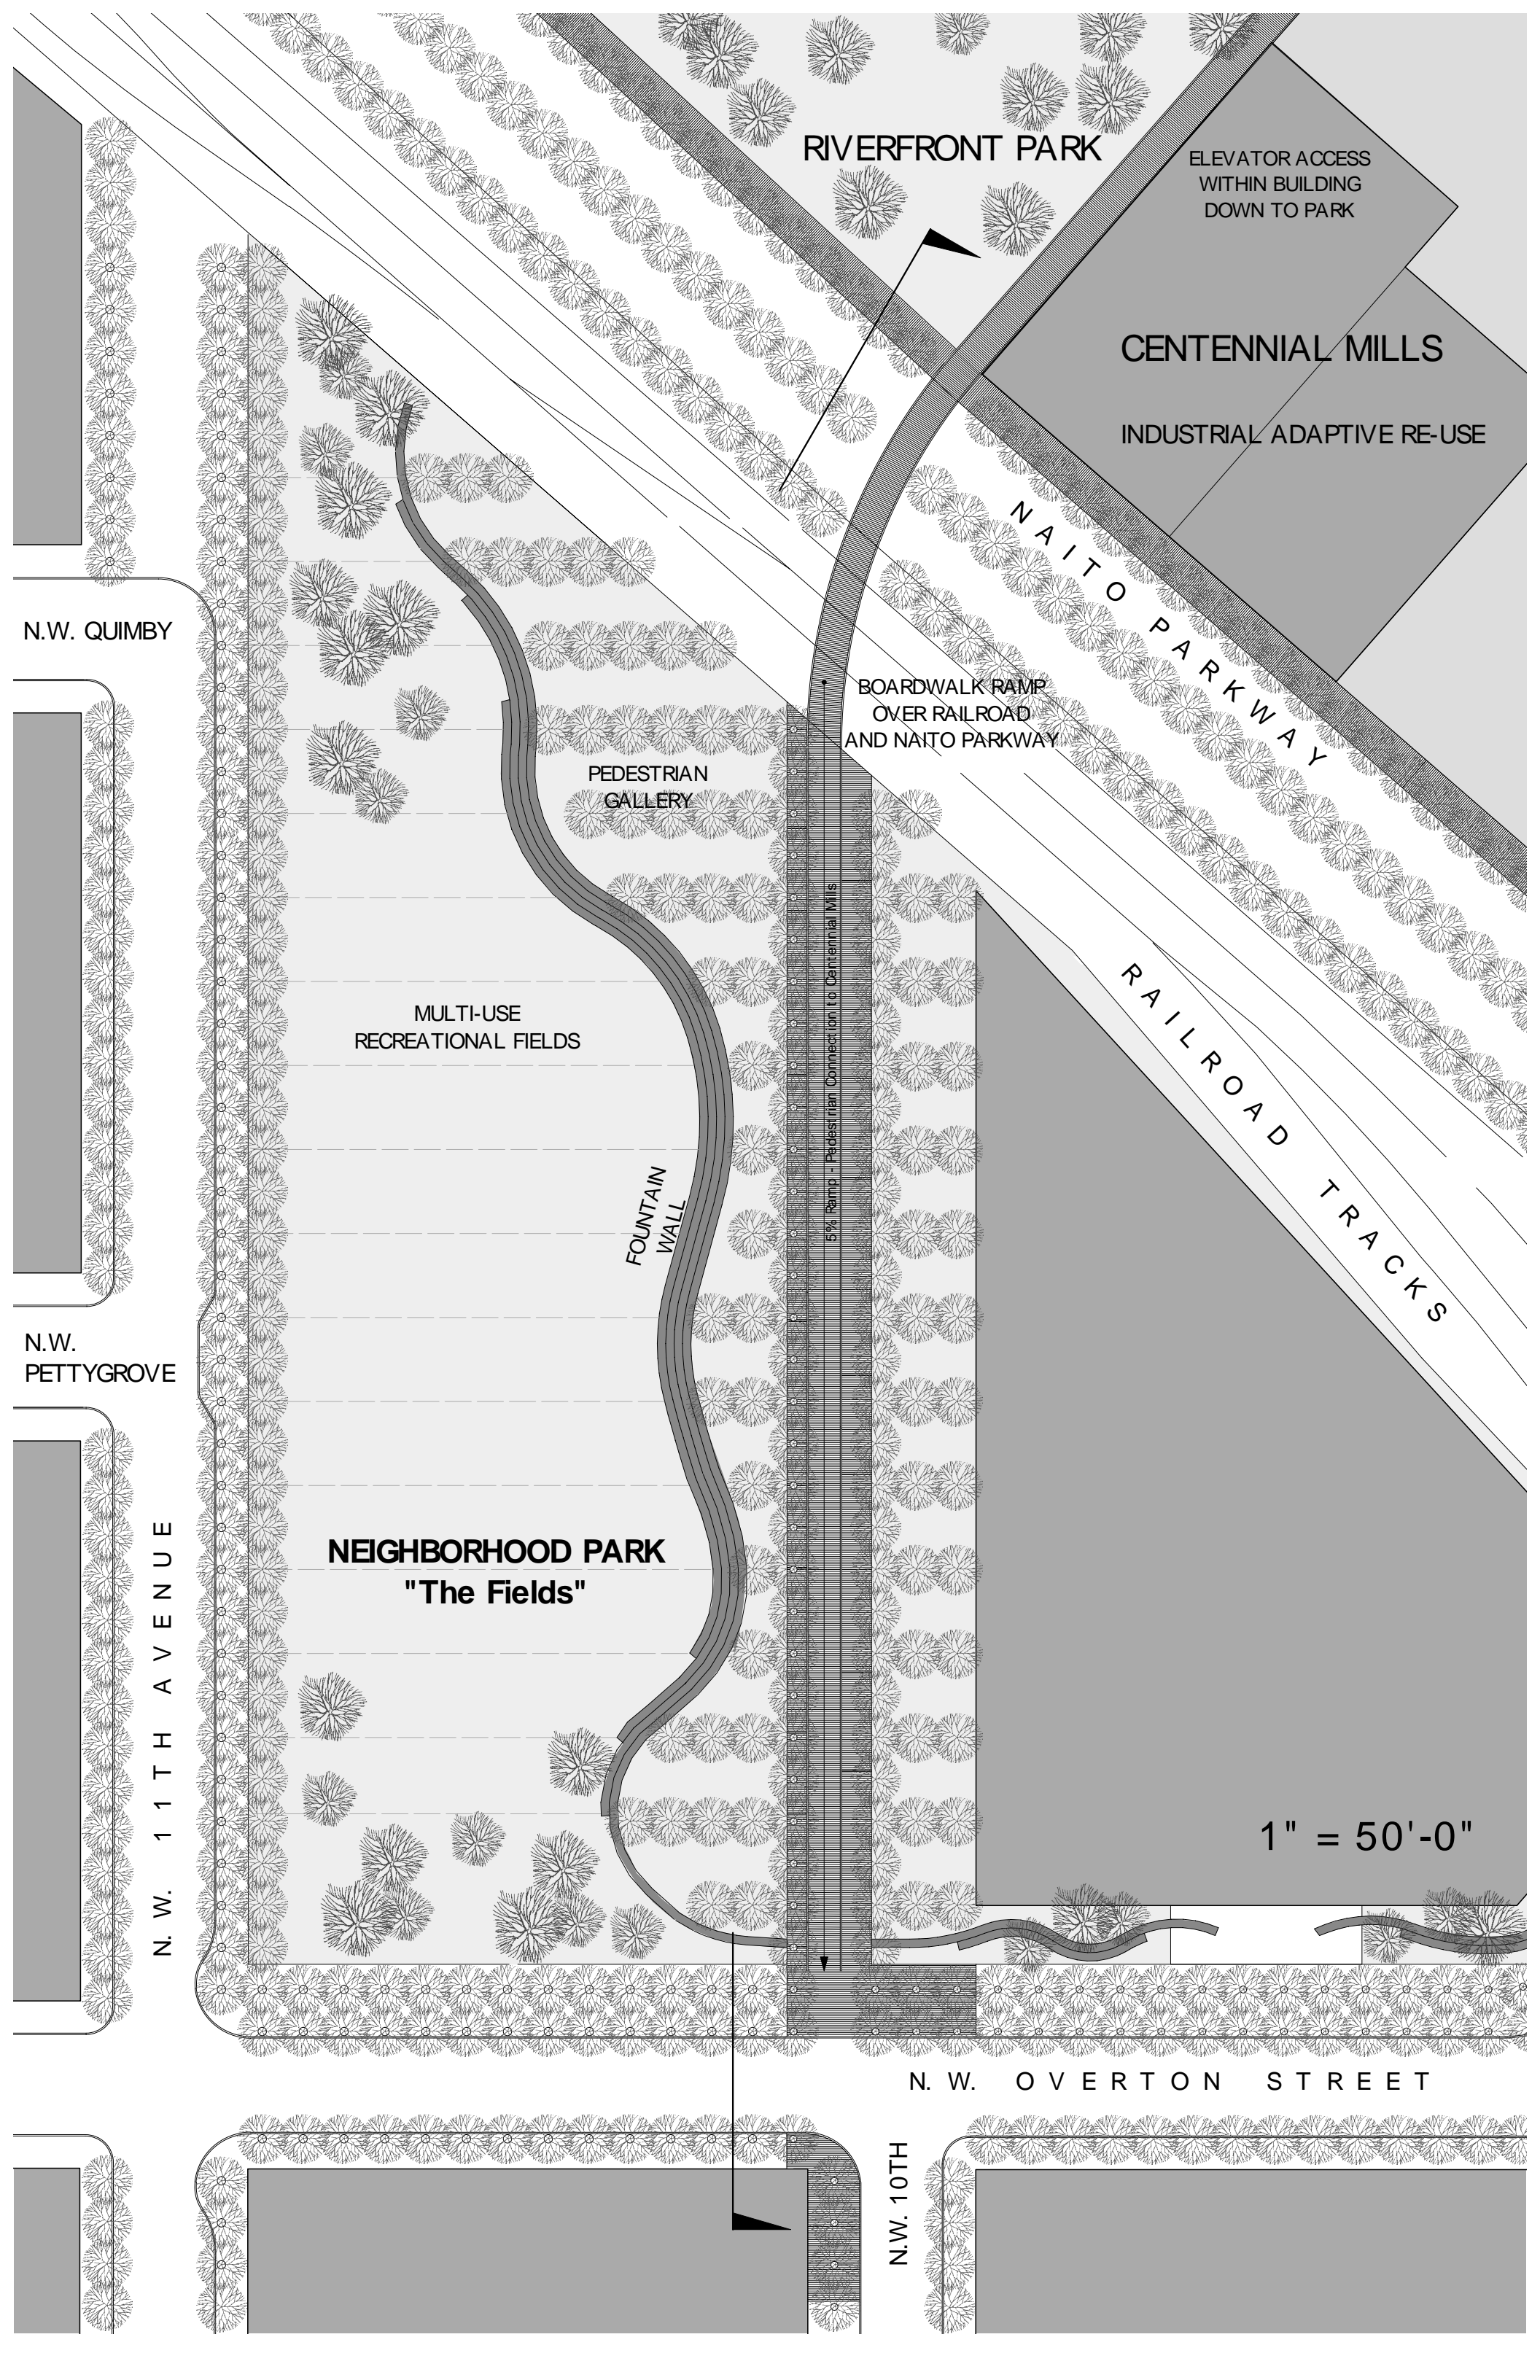 RIVERFRONT PARK
ELEVATOR ACCESS
WITHIN BUILDING
DOWN TO PARK
CENTENNIAL MILLS
INDUSTRIAL ADAPTIVE RE-USE
NAITO PARKWAY
N.W. QUIMBY
BOARDWALK RAMP
OVER RAILROAD
AND NAITO PARKWAY
PEDESTRIAN
GALLERY
5% Ramp - Pedestrian Connection to Centennial Mills
MULTI-USE
RECREATIONAL FIELDS
RAILROAD TRACKS
FOUNTAIN
WALL
N.W.
PETTYGROVE
NEIGHBORHOOD PARK
"The Fields"
N.W. 11TH AVENUE
1" = 50'-0"
N.W. OVERTON STREET
N.W. 10TH